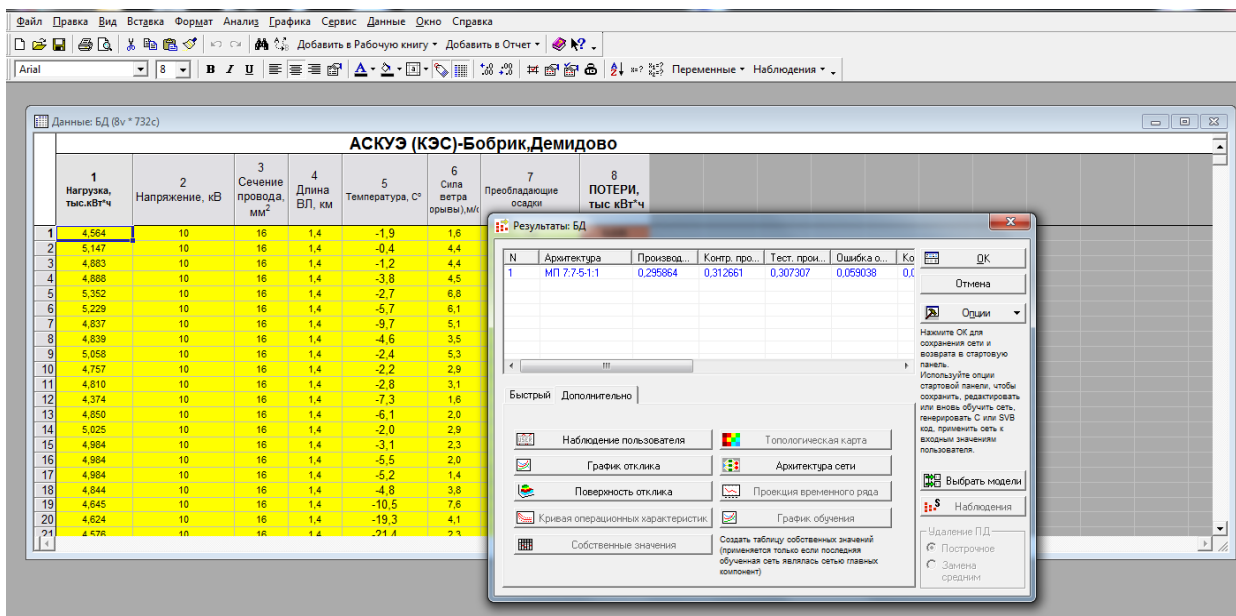 Файл Правка Вид Вставка Формат Анализ Графика Сервис Данные Окно Справка
Добавить в Рабочую книгу Добавить в Отчет
Arial 8 Переменные Наблюдения
Данные: БД (8v * 732c)
АСКУЭ (КЭС)-Бобрик,Демидово
1 Нагрузка, тыс.кВт*ч
2 Напряжение, кВ
3 Сечение провода, мм²
4 Длина ВЛ, км
5 Температура, С°
6 Сила ветра орывы),м/с
7 Преобладающие осадки
8 ПОТЕРИ, тыс кВт*ч
1 4,564 10 16 1,4 -1,9 1,6
2 5,147 10 16 1,4 -0,4 4,4
3 4,883 10 16 1,4 -1,2 4,4
4 4,888 10 16 1,4 -3,8 4,5
5 5,352 10 16 1,4 -2,7 6,8
6 5,229 10 16 1,4 -5,7 6,1
7 4,837 10 16 1,4 -9,7 5,1
8 4,839 10 16 1,4 -4,6 3,5
9 5,058 10 16 1,4 -2,4 5,3
10 4,757 10 16 1,4 -2,2 2,9
11 4,810 10 16 1,4 -2,8 3,1
12 4,374 10 16 1,4 -7,3 1,6
13 4,850 10 16 1,4 -6,1 2,0
14 5,025 10 16 1,4 -2,0 2,9
15 4,984 10 16 1,4 -3,1 2,3
16 4,984 10 16 1,4 -5,5 2,0
17 4,984 10 16 1,4 -5,2 1,4
18 4,844 10 16 1,4 -4,8 3,8
19 4,645 10 16 1,4 -10,5 7,6
20 4,624 10 16 1,4 -19,3 4,1
21 4,576 10 16 1,4 -21,4 2,3
Результаты: БД
N Архитектура Производ... Контр. про... Тест. прои... Ошибка о... Ко
1 МП 7:7-5-1:1 0,295864 0,312661 0,307307 0,059038 0,0
Быстрый Дополнительно
Наблюдение пользователя Топологическая карта
График отклика Архитектура сети
Поверхность отклика Проекция временного ряда
Кривая операционных характеристик График обучения
Собственные значения
Создать таблицу собственных значений
(применяется только если последняя
обученная сеть являлась сетью главных
компонент)
OK
Отмена
Опции
Нажмите ОК для
сохранения сети и
возврата в стартовую
панель.
Используйте опции
стартовой панели, чтобы
сохранить, редактировать
или вновь обучить сеть,
генерировать С или SVB
код, применить сеть к
входным значениям
пользователя.
Выбрать модели
Наблюдения
Удаление ПД
Построчное
Замена
средним